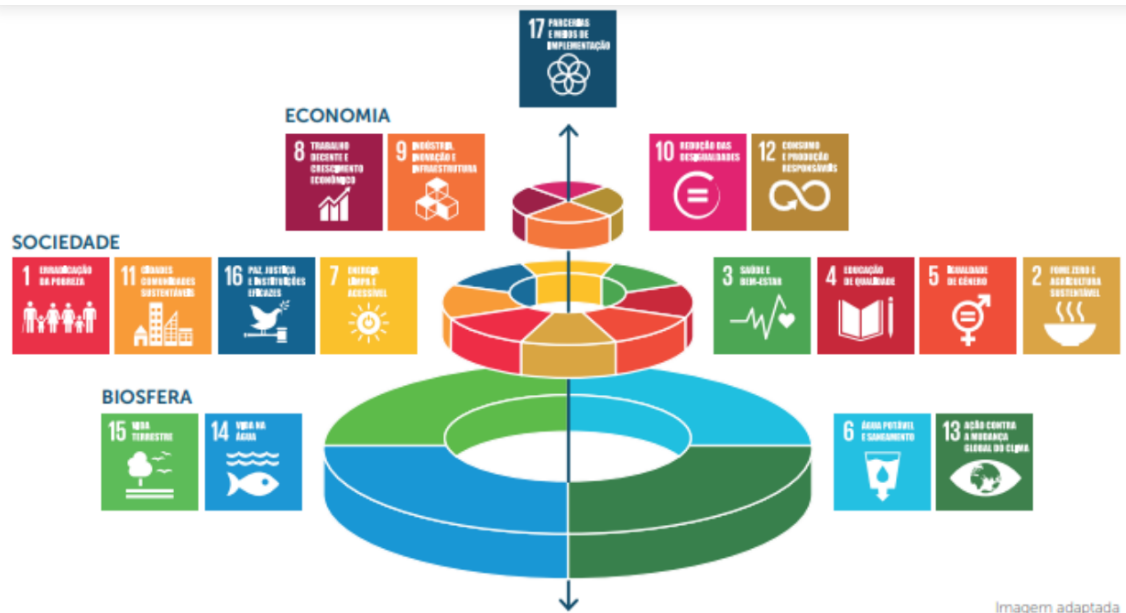 17 PARCERIAS
E MEIOS DE
IMPLEMENTAÇÃO
ECONOMIA
8 TRABALHO
DECENTE E
CRESCIMENTO
ECONÔMICO
9 INDÚSTRIA,
INOVAÇÃO E
INFRAESTRUTURA
10 REDUÇÃO DAS
DESIGUALDADES
12 CONSUMO
E PRODUÇÃO
RESPONSÁVEIS
SOCIEDADE
1 ERRADICAÇÃO
DA POBREZA
11 CIDADES
COMUNIDADES
SUSTENTÁVEIS
16 PAZ, JUSTIÇA
E INSTITUIÇÕES
EFICAZES
7 ENERGIA
LIMPA E
ACESSÍVEL
3 SAÚDE E
BEM-ESTAR
4 EDUCAÇÃO
DE QUALIDADE
5 IGUALDADE
DE GÊNERO
2 FOME ZERO E
AGRICULTURA
SUSTENTÁVEL
BIOSFERA
15 VIDA
TERRESTRE
14 VIDA NA
ÁGUA
6 ÁGUA POTÁVEL
E SANEAMENTO
13 AÇÃO CONTRA
A MUDANÇA
GLOBAL DO CLIMA
Imagem adaptada